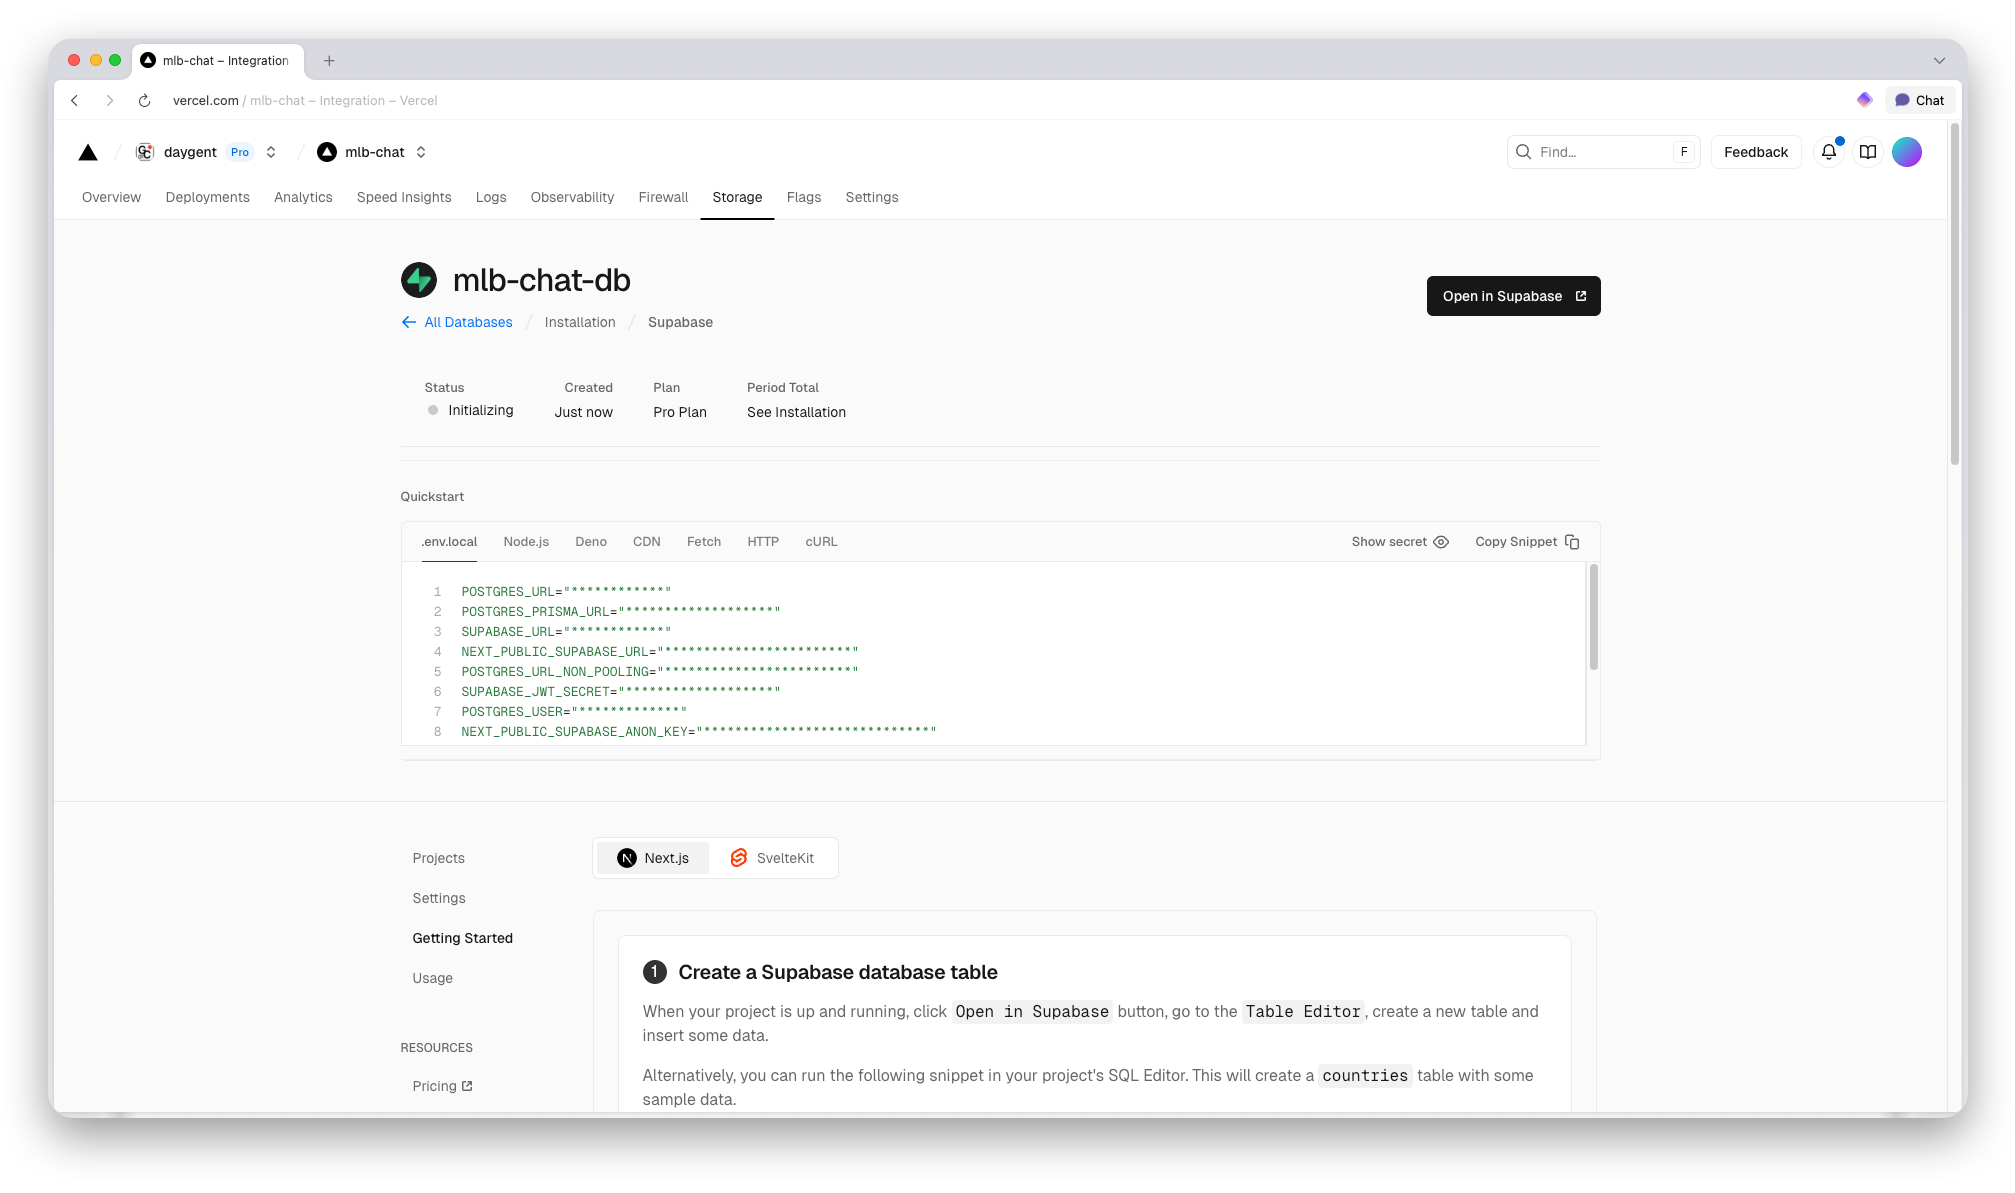 mlb-chat – Integration
vercel.com / mlb-chat – Integration – Vercel
Chat
daygent Pro
mlb-chat
Find…
F
Feedback
Overview
Deployments
Analytics
Speed Insights
Logs
Observability
Firewall
Storage
Flags
Settings
mlb-chat-db
All Databases / Installation / Supabase
Open in Supabase
Status
Initializing
Created
Just now
Plan
Pro Plan
Period Total
See Installation
Quickstart
.env.local
Node.js
Deno
CDN
Fetch
HTTP
cURL
Show secret
Copy Snippet
1 POSTGRES_URL="************"
2 POSTGRES_PRISMA_URL="*******************"
3 SUPABASE_URL="************"
4 NEXT_PUBLIC_SUPABASE_URL="************************"
5 POSTGRES_URL_NON_POOLING="************************"
6 SUPABASE_JWT_SECRET="*******************"
7 POSTGRES_USER="*************"
8 NEXT_PUBLIC_SUPABASE_ANON_KEY="*****************************"
Projects
Settings
Getting Started
Usage
RESOURCES
Pricing
Next.js
SvelteKit
1 Create a Supabase database table
When your project is up and running, click Open in Supabase button, go to the Table Editor, create a new table and
insert some data.
Alternatively, you can run the following snippet in your project's SQL Editor. This will create a countries table with some
sample data.